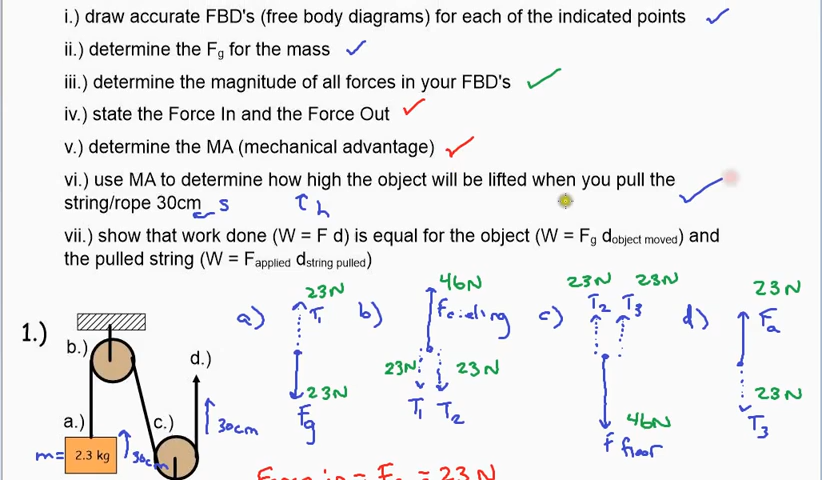 i.) draw accurate FBD's (free body diagrams) for each of the indicated points
ii.) determine the Fg for the mass
iii.) determine the magnitude of all forces in your FBD's
iv.) state the Force In and the Force Out
v.) determine the MA (mechanical advantage)
vi.) use MA to determine how high the object will be lifted when you pull the
string/rope 30cm s h
vii.) show that work done (W = F d) is equal for the object (W = Fg dobject moved) and
the pulled string (W = Fapplied dstring pulled)
1.)
b.)
d.)
a.)
c.)
m= 2.3 kg
30cm
30cm
a) 23N
T1
23N
Fg
b) 46N
Fceicling
23N 23N
T1 T2
c) 23N 23N
T2 T3
46N
F floor
d) 23N
Fa
23N
T3
= 23N